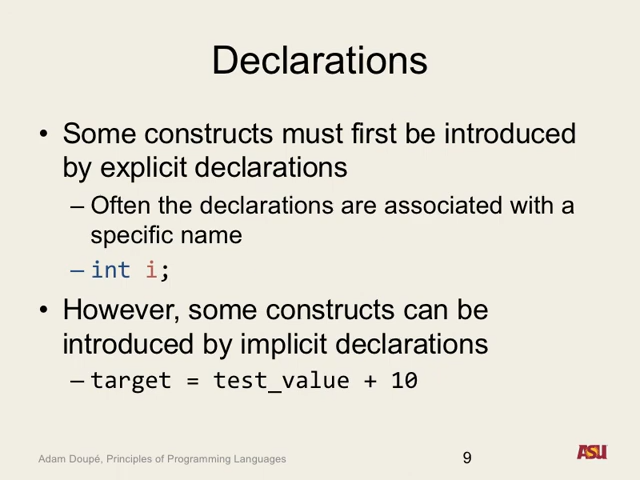 Declarations
• Some constructs must first be introduced
by explicit declarations
– Often the declarations are associated with a
specific name
– int i;
• However, some constructs can be
introduced by implicit declarations
– target = test_value + 10
Adam Doupé, Principles of Programming Languages
9
ASU